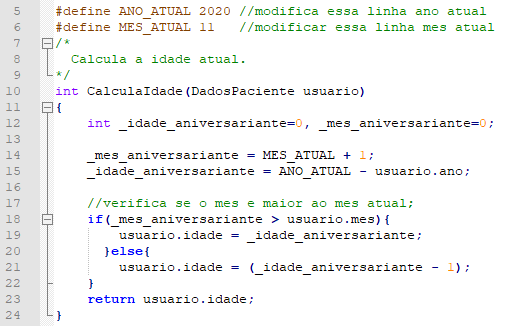 5 #define ANO_ATUAL 2020 //modifica essa linha ano atual
6 #define MES_ATUAL 11 //modificar essa linha mes atual
7 /*
8 Calcula a idade atual.
9 */
10 int CalculaIdade(DadosPaciente usuario)
11 {
12 int _idade_aniversariante=0, _mes_aniversariante=0;
13
14 _mes_aniversariante = MES_ATUAL + 1;
15 _idade_aniversariante = ANO_ATUAL - usuario.ano;
16
17 //verifica se o mes e maior ao mes atual;
18 if(_mes_aniversariante > usuario.mes){
19 usuario.idade = _idade_aniversariante;
20 }else{
21 usuario.idade = (_idade_aniversariante - 1);
22 }
23 return usuario.idade;
24 }